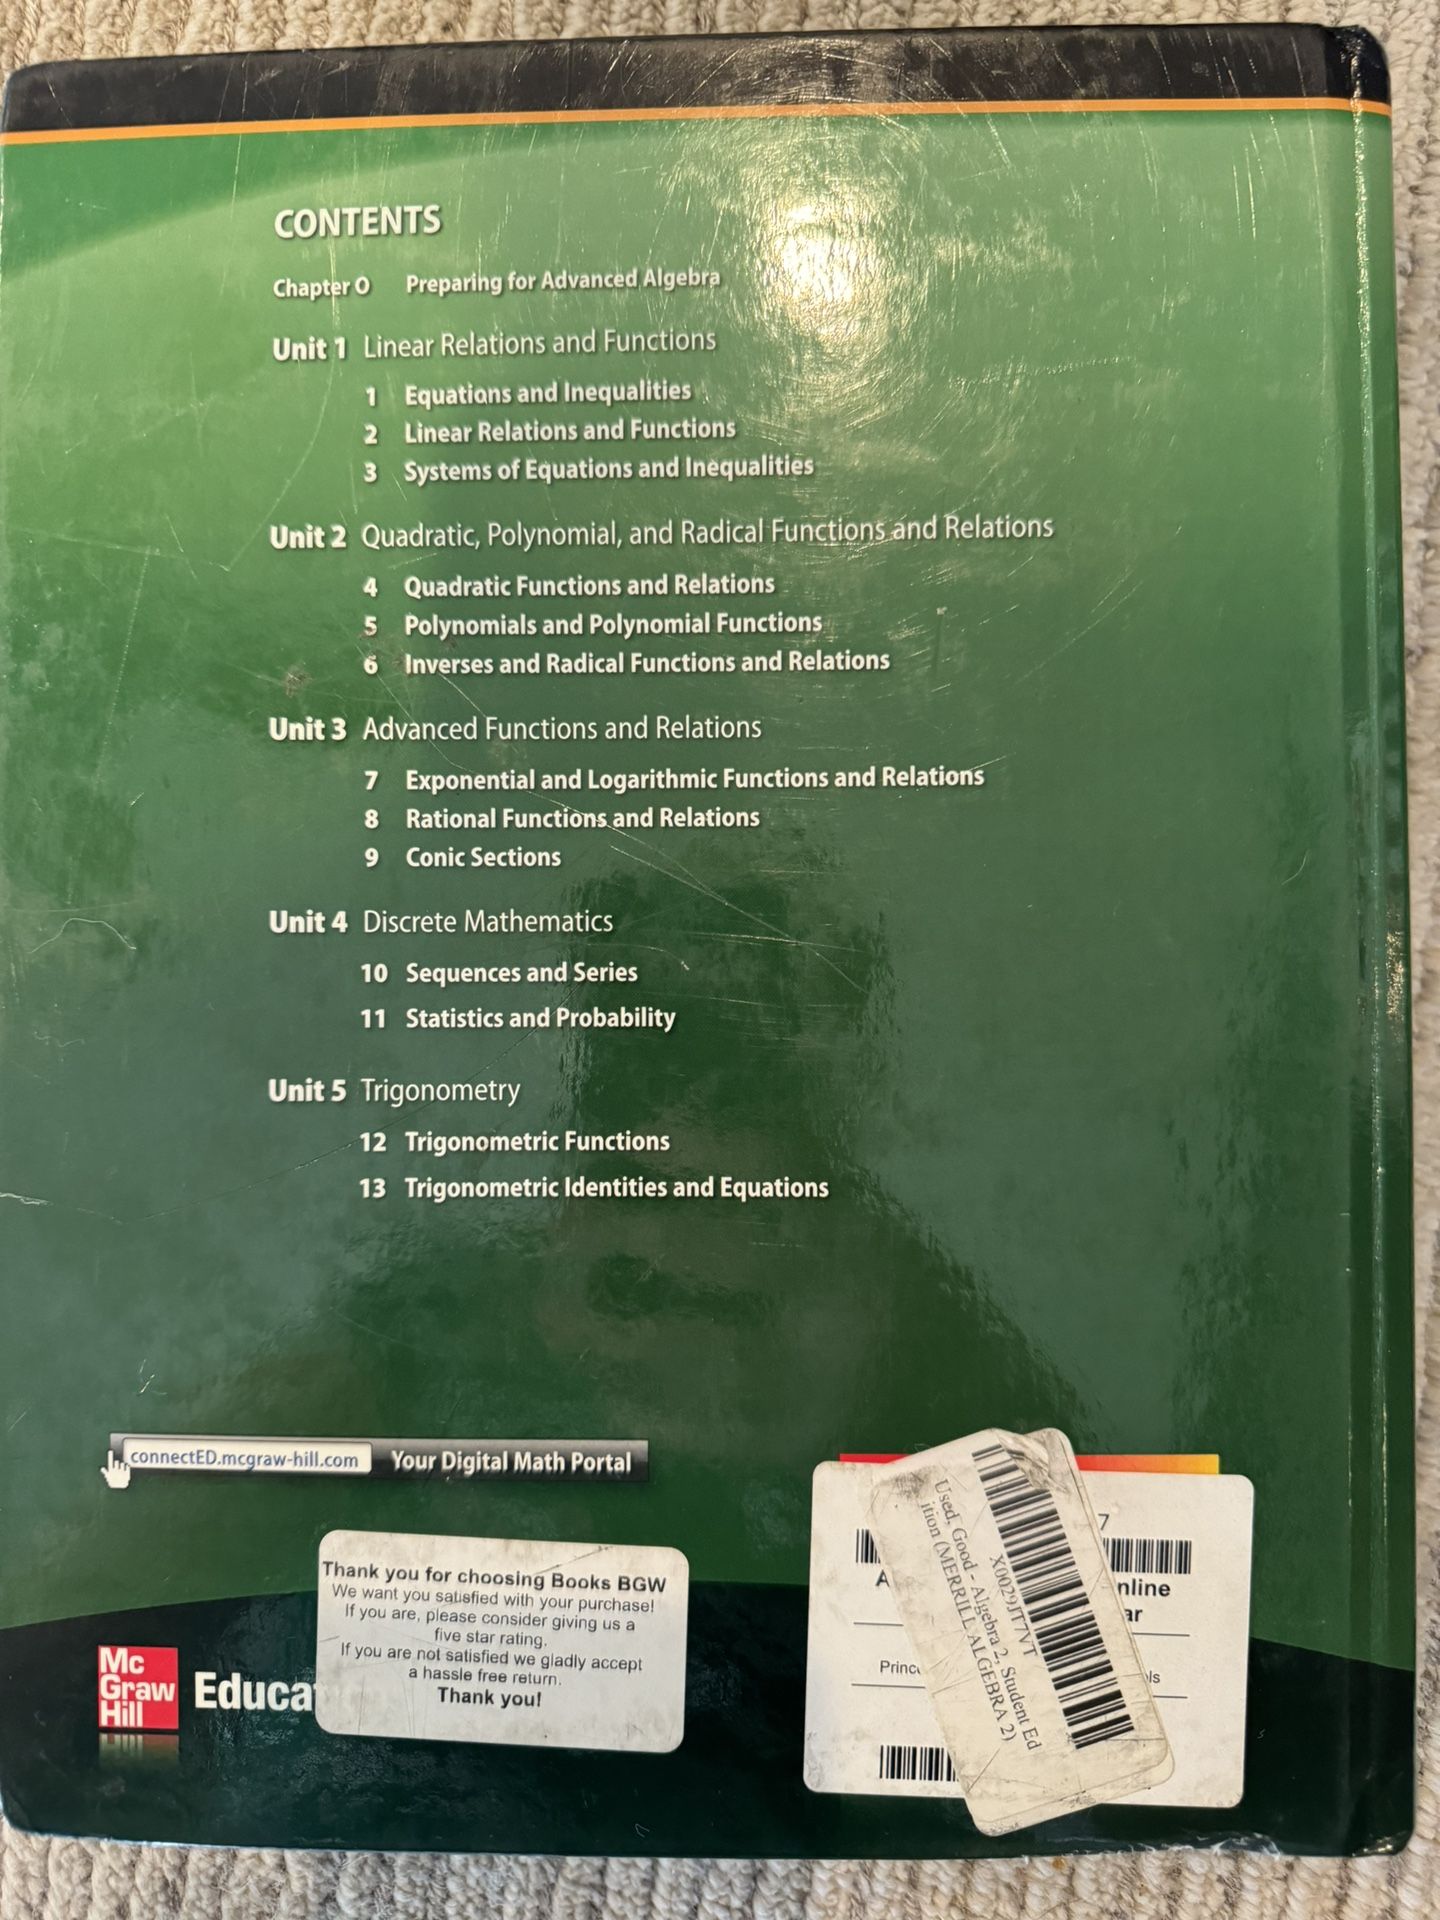 CONTENTS
Chapter 0 Preparing for Advanced Algebra
Unit 1 Linear Relations and Functions
1 Equations and Inequalities
2 Linear Relations and Functions
3 Systems of Equations and Inequalities
Unit 2 Quadratic, Polynomial, and Radical Functions and Relations
4 Quadratic Functions and Relations
5 Polynomials and Polynomial Functions
6 Inverses and Radical Functions and Relations
Unit 3 Advanced Functions and Relations
7 Exponential and Logarithmic Functions and Relations
8 Rational Functions and Relations
9 Conic Sections
Unit 4 Discrete Mathematics
10 Sequences and Series
11 Statistics and Probability
Unit 5 Trigonometry
12 Trigonometric Functions
13 Trigonometric Identities and Equations
connectED.mcgraw-hill.com Your Digital Math Portal
Mc
Graw
Hill
Educa
Thank you for choosing Books BGW
We want you satisfied with your purchase!
If you are, please consider giving us a
five star rating.
If you are not satisfied we gladly accept
a hassle free return.
Thank you!
7
A
nline
ar
Princ
ls
X0029JT7VT
Used, Good - Algebra 2, Student Ed
ition (MERRILL ALGEBRA 2)